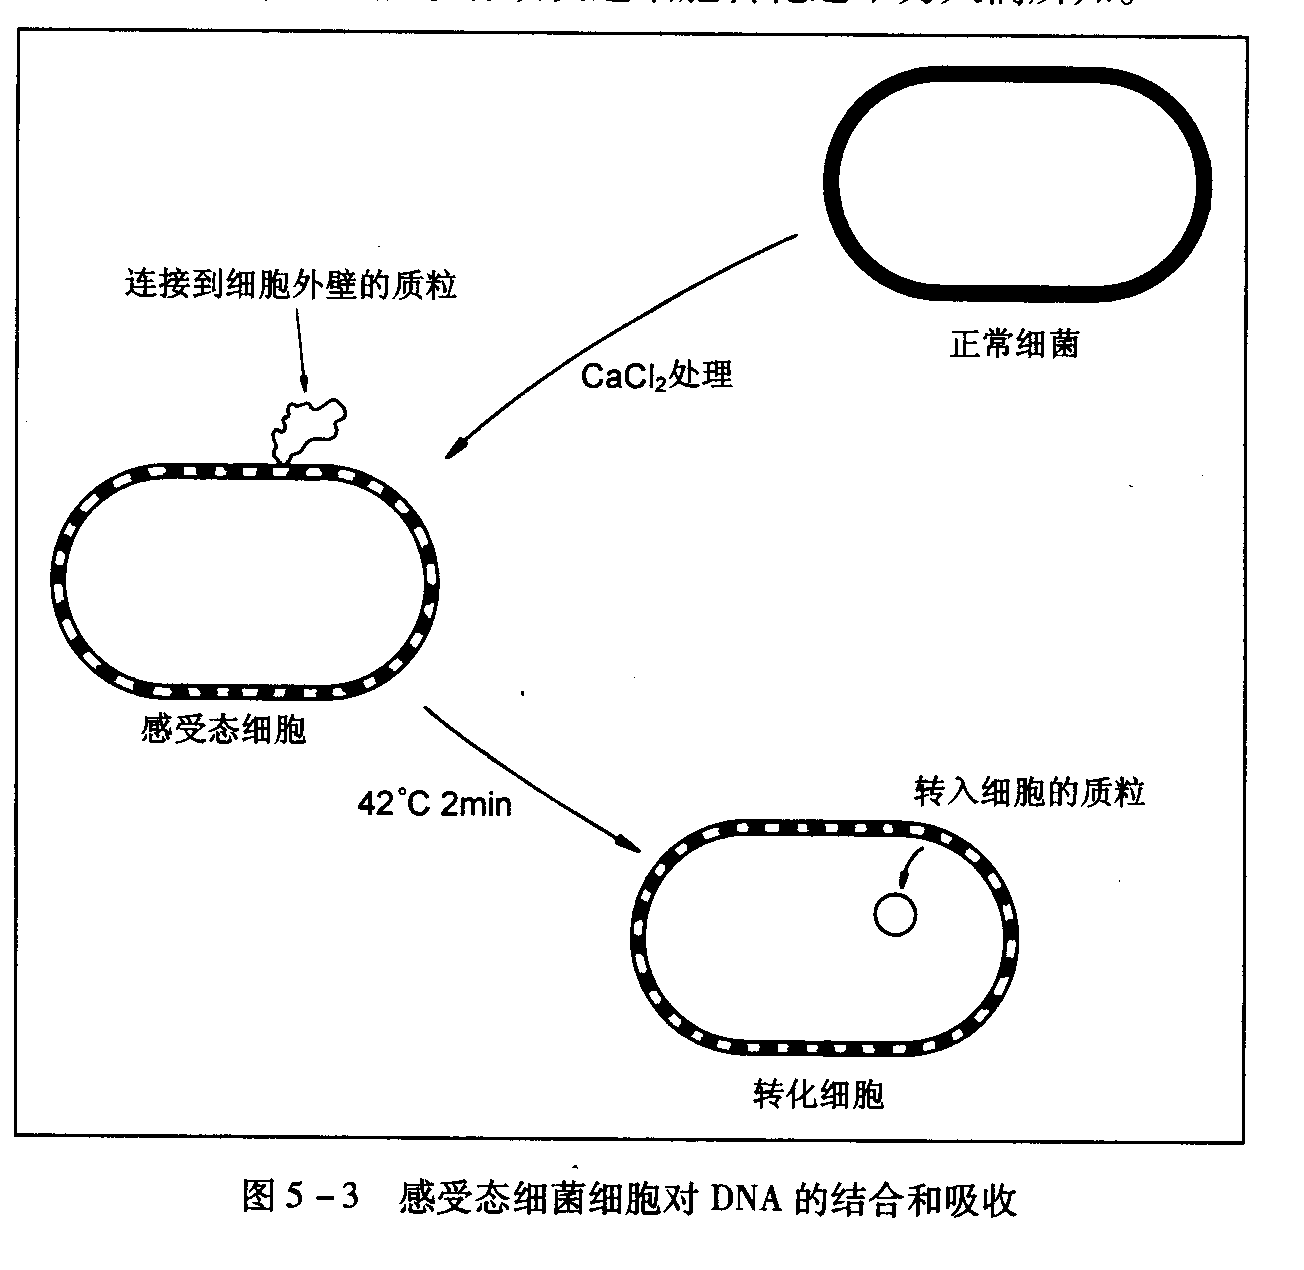 正常细菌
连接到细胞外壁的质粒
CaCl₂处理
感受态细胞
42°C 2min
转入细胞的质粒
转化细胞
图 5-3 感受态细菌细胞对 DNA 的结合和吸收